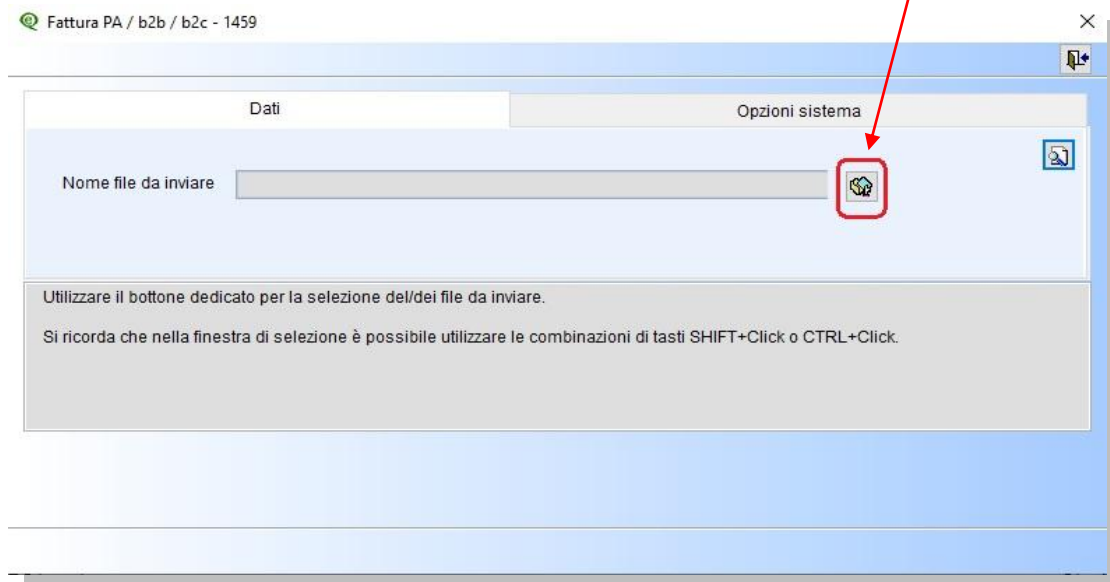 Fattura PA / b2b / b2c - 1459
Dati
Opzioni sistema
Nome file da inviare
Utilizzare il bottone dedicato per la selezione del/dei file da inviare.
Si ricorda che nella finestra di selezione è possibile utilizzare le combinazioni di tasti SHIFT+Click o CTRL+Click.